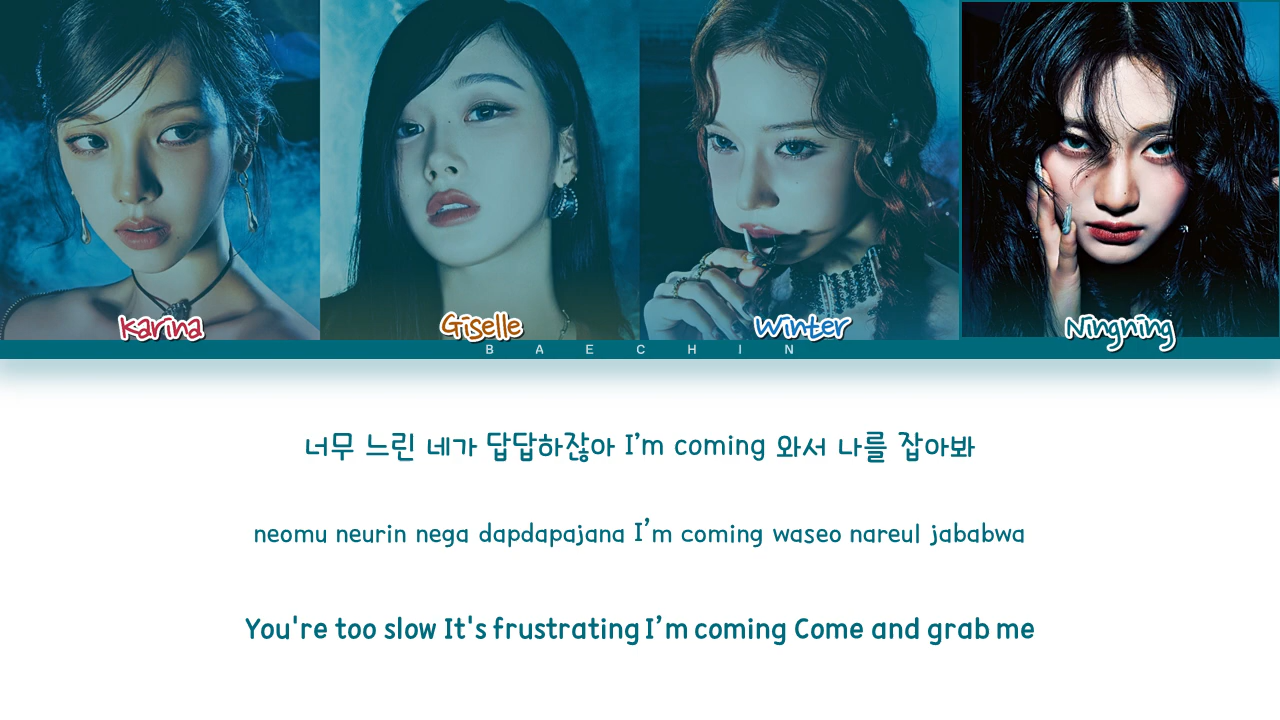 Karina
Giselle
Winter
Ningning
BAECHIN
너무 느린 네가 답답하잖아 I’m coming 와서 나를 잡아봐
neomu neurin nega dapdapajana I’m coming waseo nareul jababwa
You're too slow It's frustrating I’m coming Come and grab me